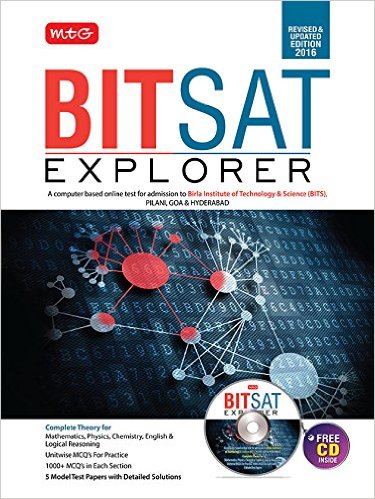 mtG
REVISED &
UPDATED
EDITION
2016
BITSAT
EXPLORER
A computer based online test for admission to Birla Institute of Technology & Science (BITS),
PILANI, GOA & HYDERABAD
Complete Theory for
Mathematics, Physics, Chemistry, English &
Logical Reasoning
Unitwise MCQ's For Practice
1000+ MCQ's in Each Section
5 Model Test Papers with Detailed Solutions
BITSAT
EXPLORER
FREE
CD
INSIDE